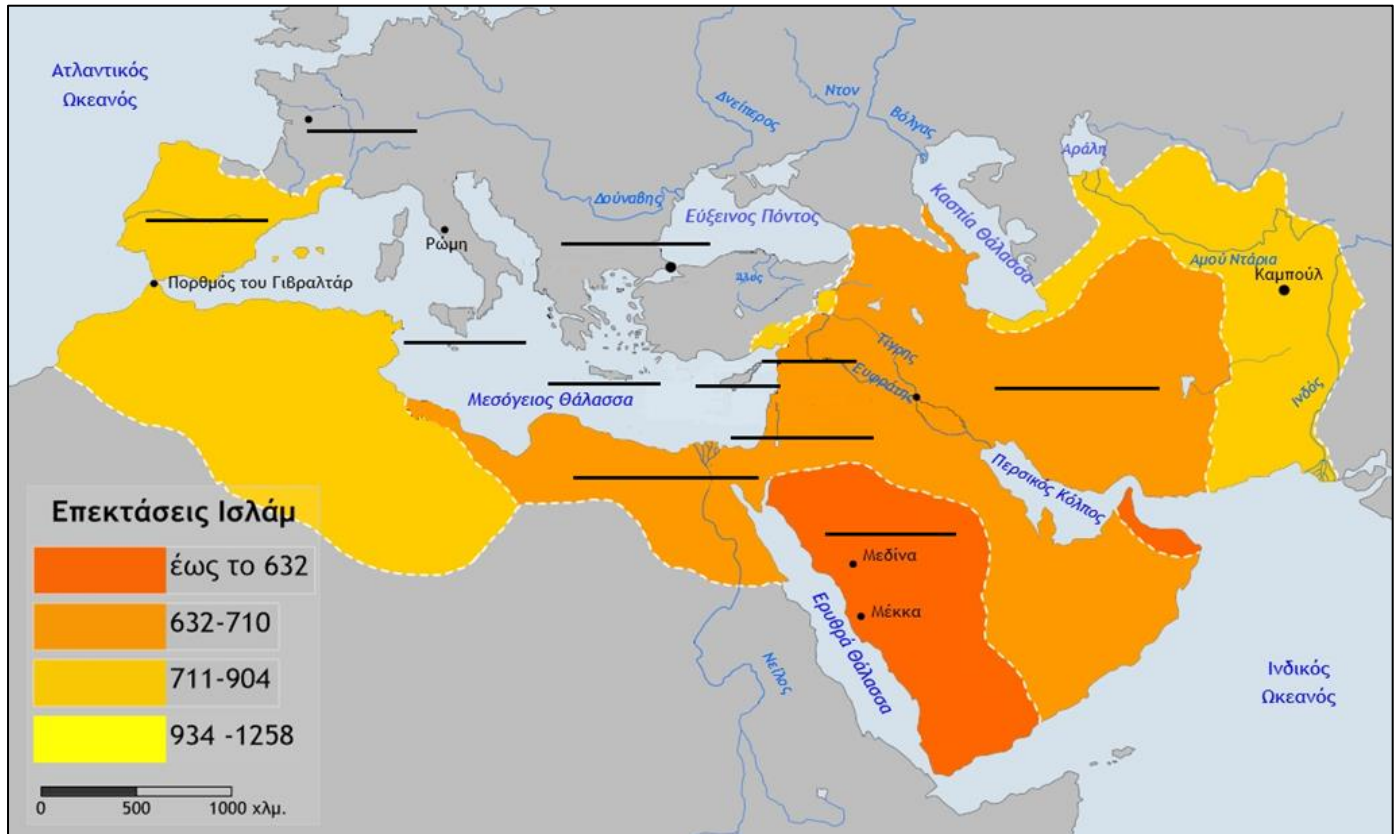 Ατλαντικός
Ωκεανός
Δνείπερος
Ντον
Βόλγας
Αράλη
Δούναβης
Εύξεινος Πόντος
Κασπία Θάλασσα
Ρώμη
Αμού Ντάρια
Καμπούλ
Άλυς
Πορθμός του Γιβραλτάρ
Τίγρης
Ευφράτης
Ινδός
Μεσόγειος Θάλασσα
Περσικός Κόλπος
Επεκτάσεις Ισλάμ
έως το 632
632-710
711-904
934 -1258
0 500 1000 χλμ.
Μεδίνα
Μέκκα
Ερυθρά Θάλασσα
Νείλος
Ινδικός
Ωκεανός